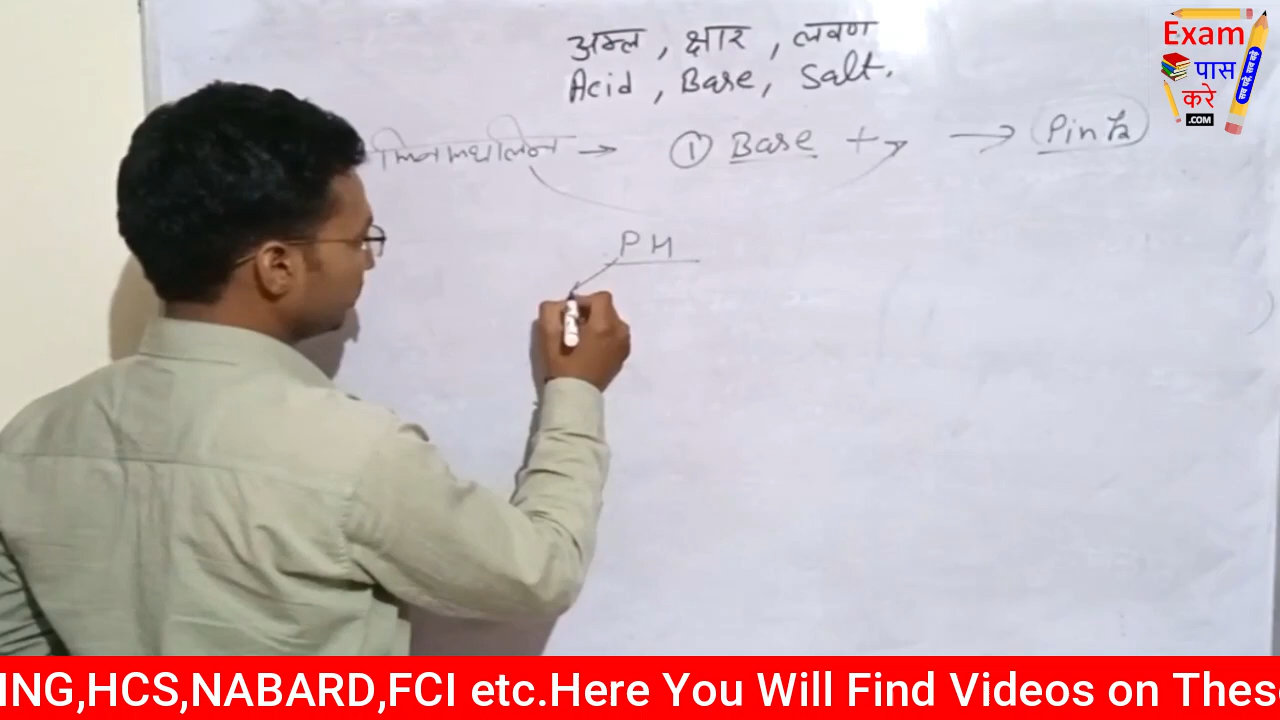 अम्ल, क्षार, लवण
Acid, Base, Salt.
→ ① Base + → Pink
PH
Exam
पास
करे
.COM
ING,HCS,NABARD,FCI etc.Here You Will Find Videos on Thes